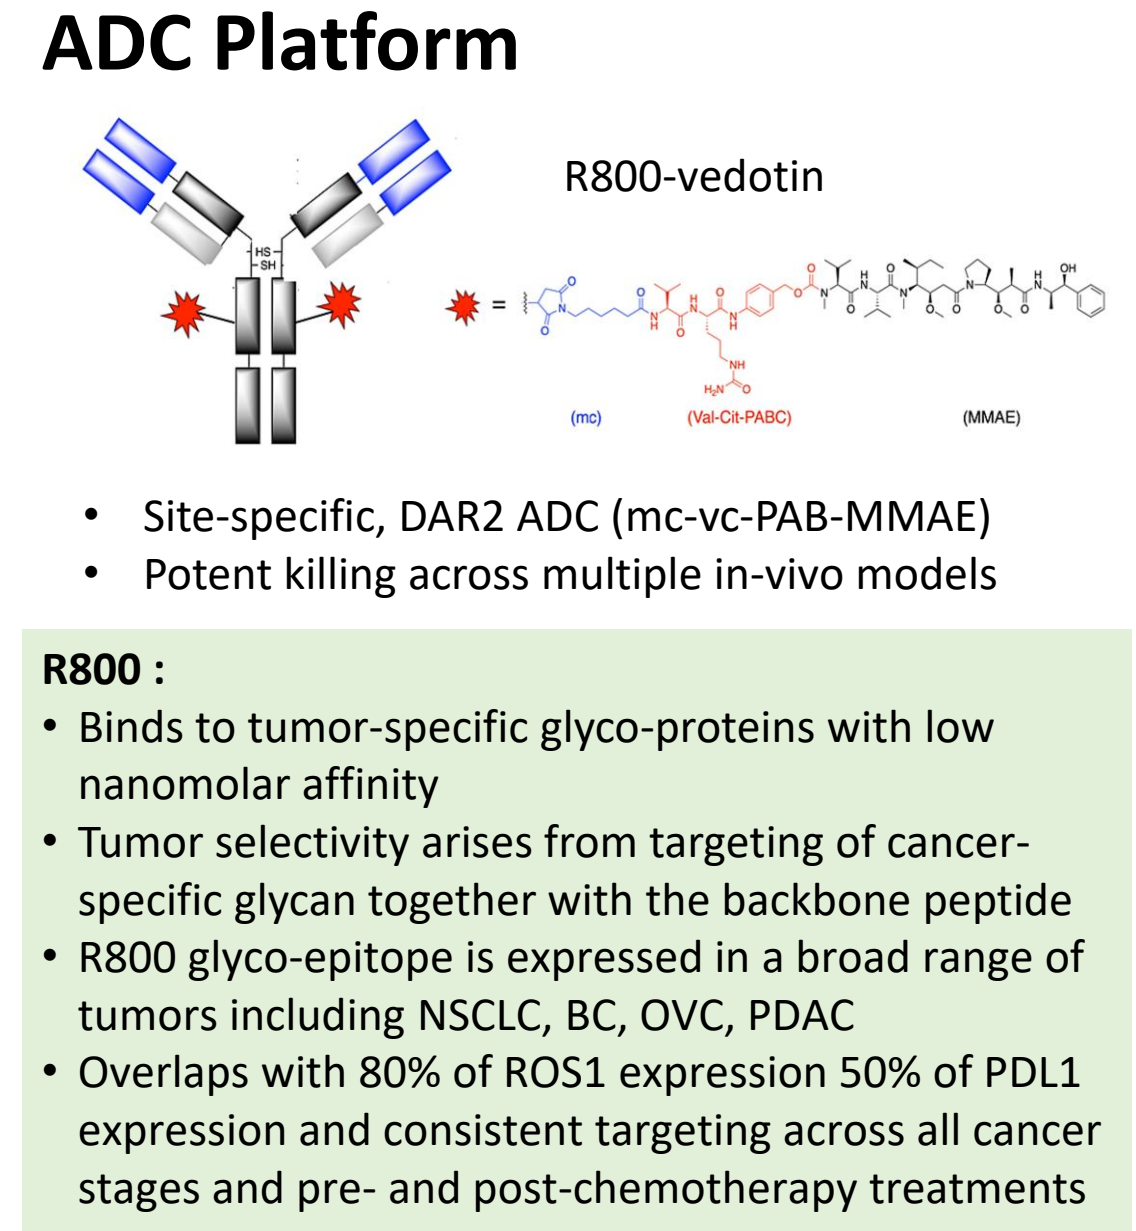 ADC Platform
R800-vedotin
HS
SH
=
O
N
O
O
N
H
O
H
N
O
N
H
O
O
N
O
H
N
O
N
O
O
N
O
O
H
N
OH
NH
H₂N
O
(mc)
(Val-Cit-PABC)
(MMAE)
• Site-specific, DAR2 ADC (mc-vc-PAB-MMAE)
• Potent killing across multiple in-vivo models
R800 :
• Binds to tumor-specific glyco-proteins with low
nanomolar affinity
• Tumor selectivity arises from targeting of cancer-
specific glycan together with the backbone peptide
• R800 glyco-epitope is expressed in a broad range of
tumors including NSCLC, BC, OVC, PDAC
• Overlaps with 80% of ROS1 expression 50% of PDL1
expression and consistent targeting across all cancer
stages and pre- and post-chemotherapy treatments